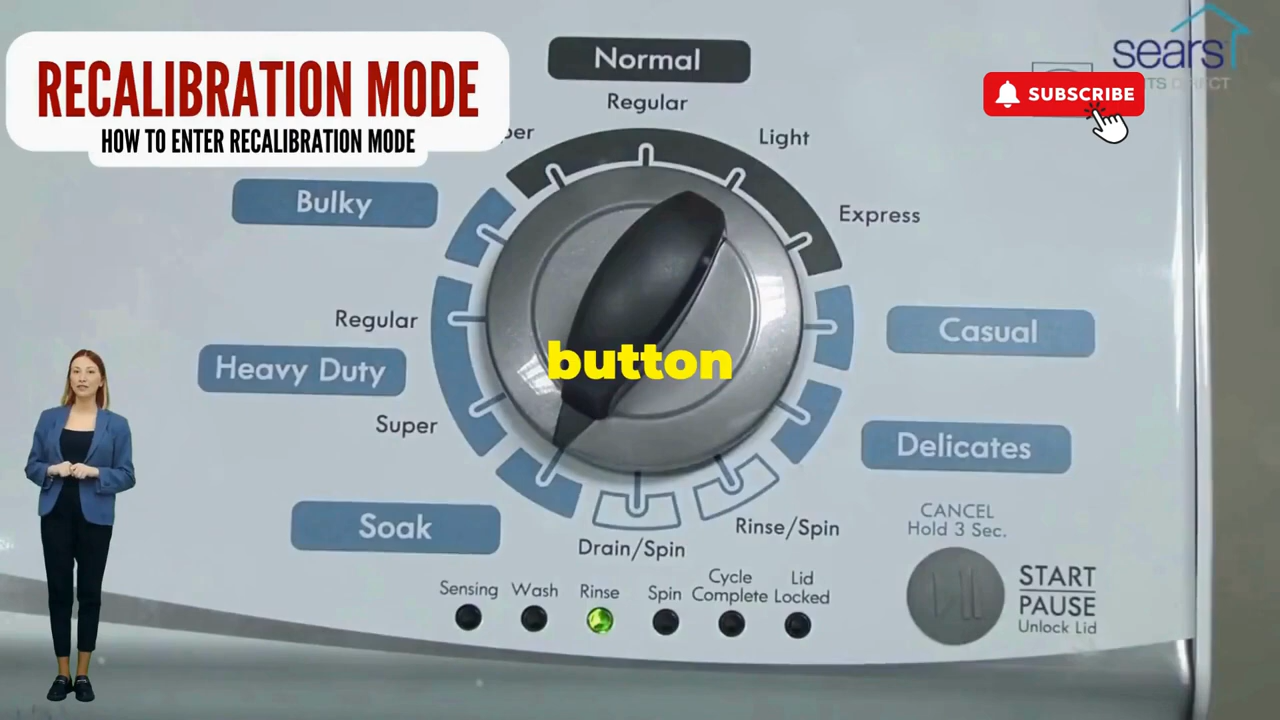 sears
RECALIBRATION MODE
HOW TO ENTER RECALIBRATION MODE
SUBSCRIBE
DIRECT
Normal
Regular
Light
Express
Bulky
Regular
Heavy Duty
Super
Casual
button
Delicates
Soak
Rinse/Spin
Drain/Spin
CANCEL
Hold 3 Sec.
Sensing
Wash
Rinse
Spin
Cycle
Complete
Lid
Locked
START
PAUSE
Unlock Lid